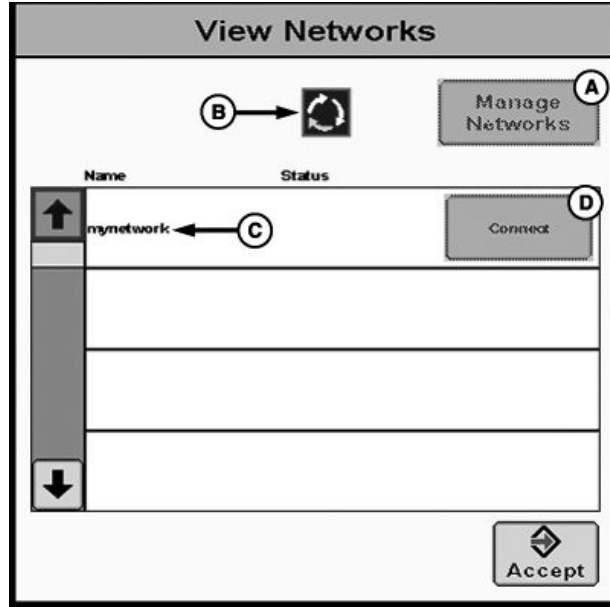 View Networks
B
A
Manage
Networks
Name Status
mynetwork
C
D
Connect
Accept